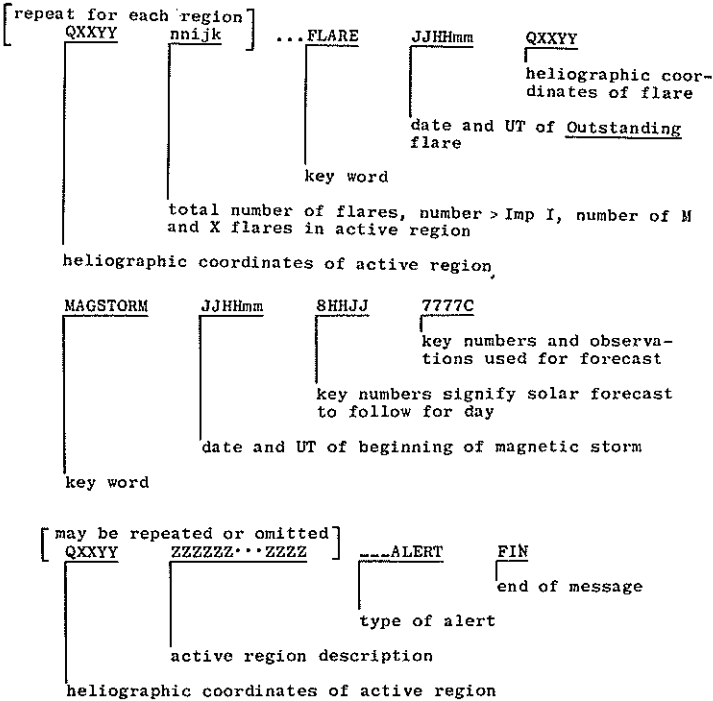 [repeat for each region]
QXXYY nnijk ...FLARE JJHHmm QXXYY
heliographic coor-
dinates of flare
date and UT of Outstanding
flare
key word
total number of flares, number > Imp I, number of M
and X flares in active region
heliographic coordinates of active region
MAGSTORM JJHHmm 8HHJJ 7777C
key numbers and observa-
tions used for forecast
key numbers signify solar forecast
to follow for day
date and UT of beginning of magnetic storm
key word
[may be repeated or omitted]
QXXYY ZZZZZZ···ZZZZ ___ALERT FIN
end of message
type of alert
active region description
heliographic coordinates of active region